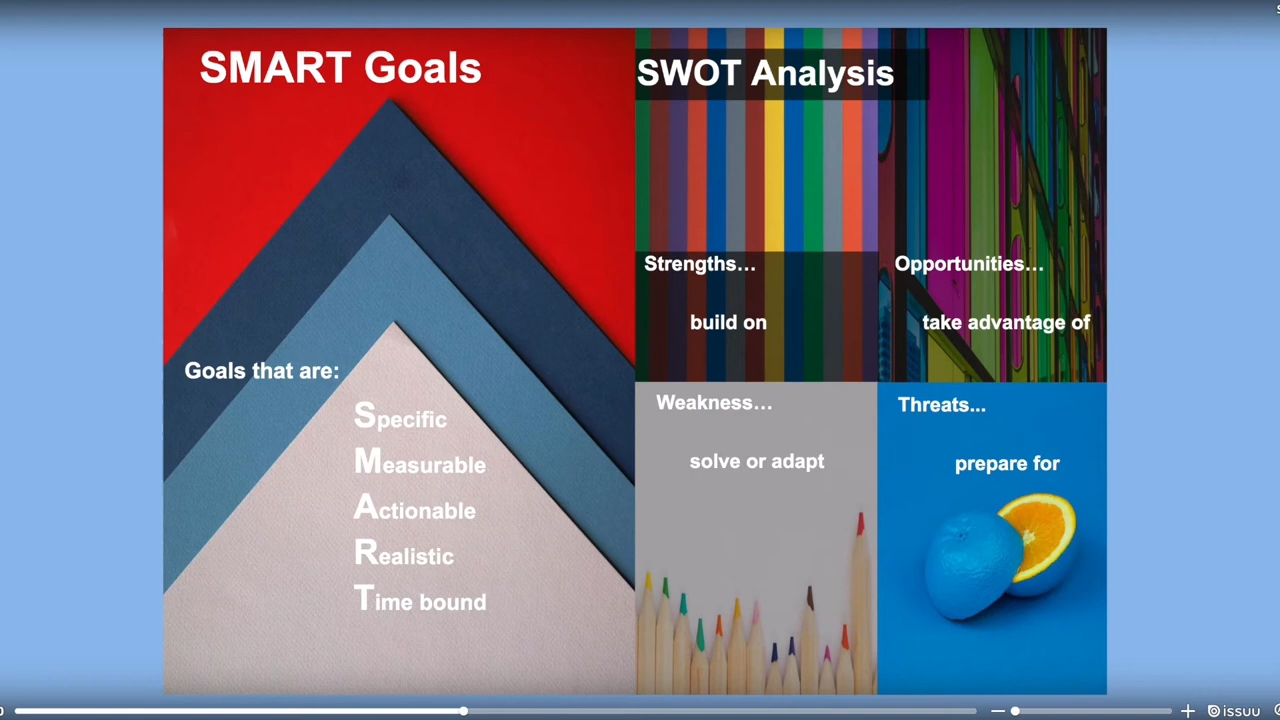 SMART Goals
Goals that are:
Specific
Measurable
Actionable
Realistic
Time bound
SWOT Analysis
Strengths…
build on
Opportunities…
take advantage of
Weakness…
solve or adapt
Threats...
prepare for
issuu